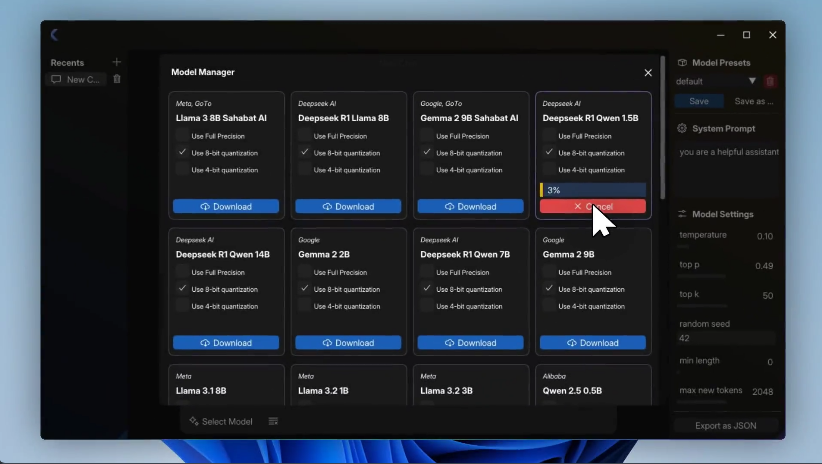 Recents +
New C...
Model Manager
Meta, GoTo
Llama 3 8B Sahabat AI
Use Full Precision
Use 8-bit quantization
Use 4-bit quantization
Download
Deepseek AI
Deepseek R1 Llama 8B
Use Full Precision
Use 8-bit quantization
Use 4-bit quantization
Download
Google, GoTo
Gemma 2 9B Sahabat AI
Use Full Precision
Use 8-bit quantization
Use 4-bit quantization
Download
Deepseek AI
Deepseek R1 Qwen 1.5B
Use Full Precision
Use 8-bit quantization
Use 4-bit quantization
3%
Cancel
Deepseek AI
Deepseek R1 Qwen 14B
Use Full Precision
Use 8-bit quantization
Use 4-bit quantization
Download
Google
Gemma 2 2B
Use Full Precision
Use 8-bit quantization
Use 4-bit quantization
Download
Deepseek AI
Deepseek R1 Qwen 7B
Use Full Precision
Use 8-bit quantization
Use 4-bit quantization
Download
Google
Gemma 2 9B
Use Full Precision
Use 8-bit quantization
Use 4-bit quantization
Download
Meta
Llama 3.1 8B
Meta
Llama 3.2 1B
Meta
Llama 3.2 3B
Alibaba
Qwen 2.5 0.5B
Select Model
Model Presets
default
Save Save as ...
System Prompt
you are a helpful assistant
Model Settings
temperature 0.10
top p 0.49
top k 50
random seed
42
min length 0
max new tokens 2048
Export as JSON